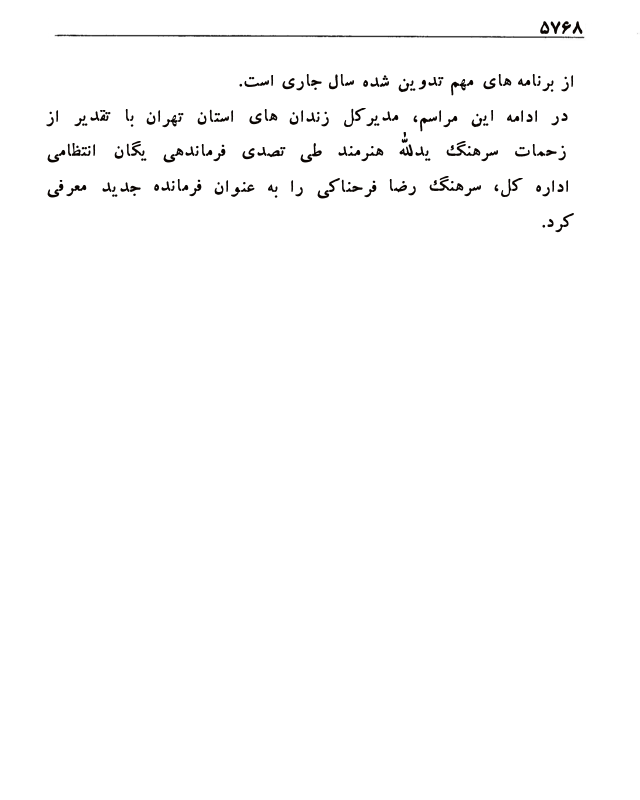 ۵۷۶۸
از برنامه های مهم تدوین شده سال جاری است.
در ادامه این مراسم، مدیرکل زندان های استان تهران با تقدیر از
زحمات سرهنگ یدلله هنرمند طی تصدی فرماندهی یگان انتظامی
اداره کل، سرهنگ رضا فرحناکی را به عنوان فرمانده جدید معرفی
کرد.